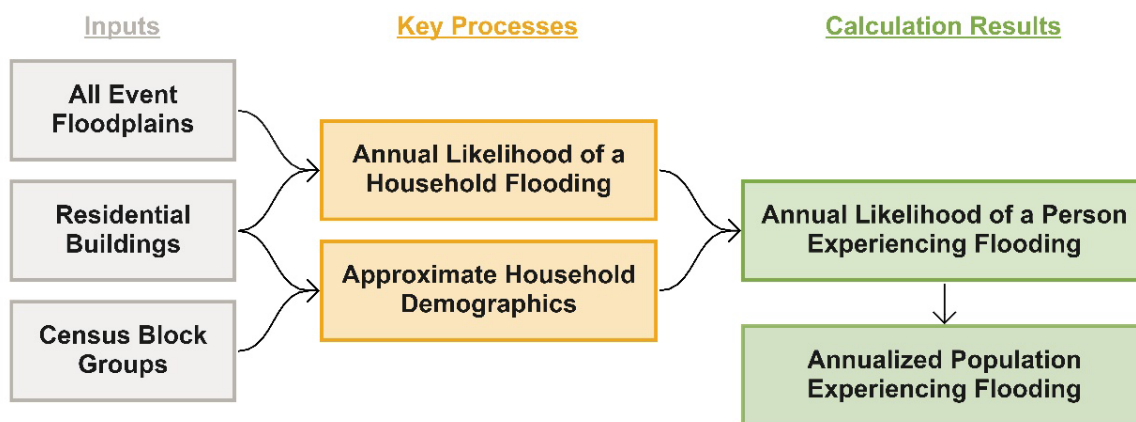 Inputs
Key Processes
Calculation Results
All Event
Floodplains
Residential
Buildings
Census Block
Groups
Annual Likelihood of a
Household Flooding
Approximate Household
Demographics
Annual Likelihood of a Person
Experiencing Flooding
Annualized Population
Experiencing Flooding